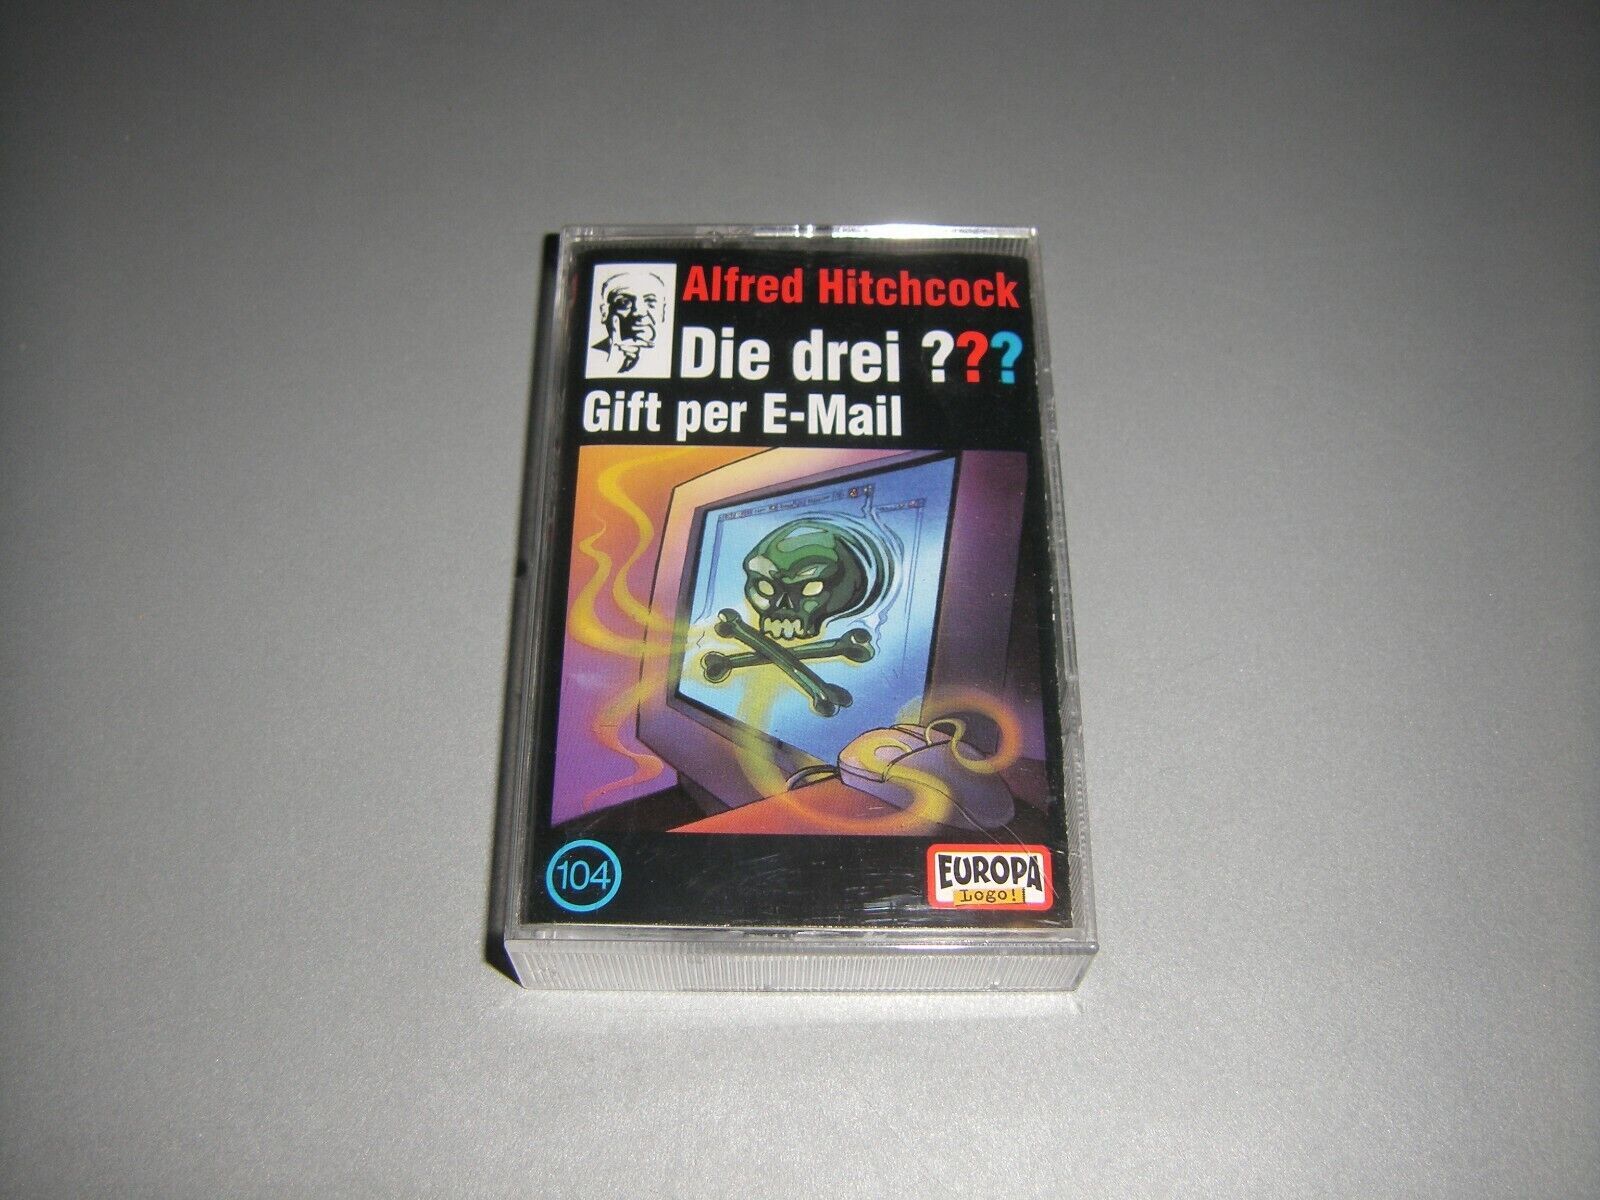 Alfred Hitchcock
Die drei ???
Gift per E-Mail
104
EUROPA
Logo!